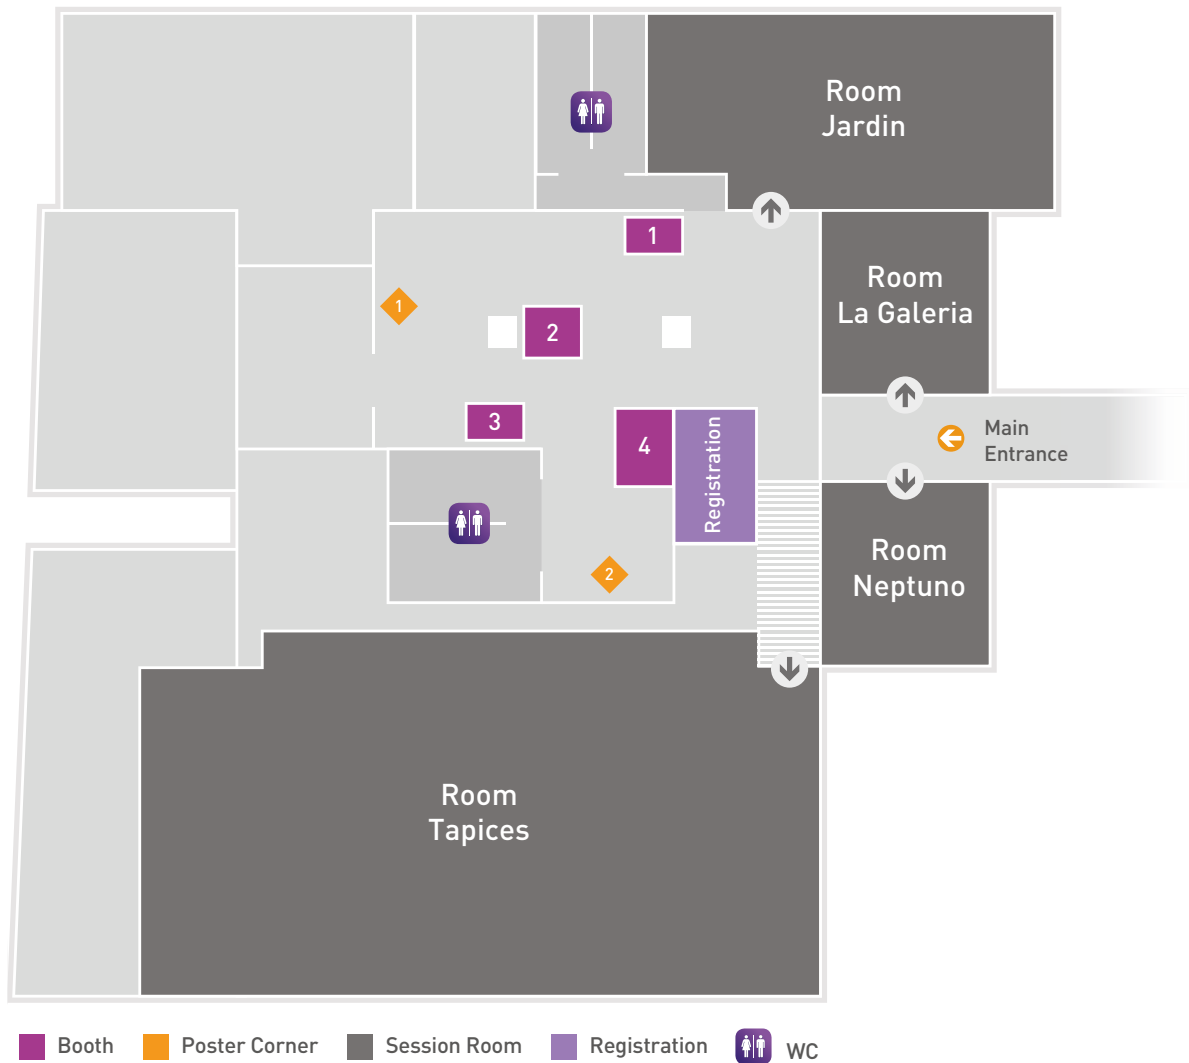 Room
Jardin
1
Room
La Galeria
1
2
3
4
Registration
Main
Entrance
2
Room
Neptuno
Room
Tapices
Booth
Poster Corner
Session Room
Registration
WC